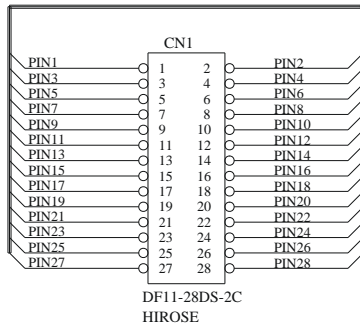 CN1
PIN1 1 2 PIN2
PIN3 3 4 PIN4
PIN5 5 6 PIN6
PIN7 7 8 PIN8
PIN9 9 10 PIN10
PIN11 11 12 PIN12
PIN13 13 14 PIN14
PIN15 15 16 PIN16
PIN17 17 18 PIN18
PIN19 19 20 PIN20
PIN21 21 22 PIN22
PIN23 23 24 PIN24
PIN25 25 26 PIN26
PIN27 27 28 PIN28
DF11-28DS-2C
HIROSE